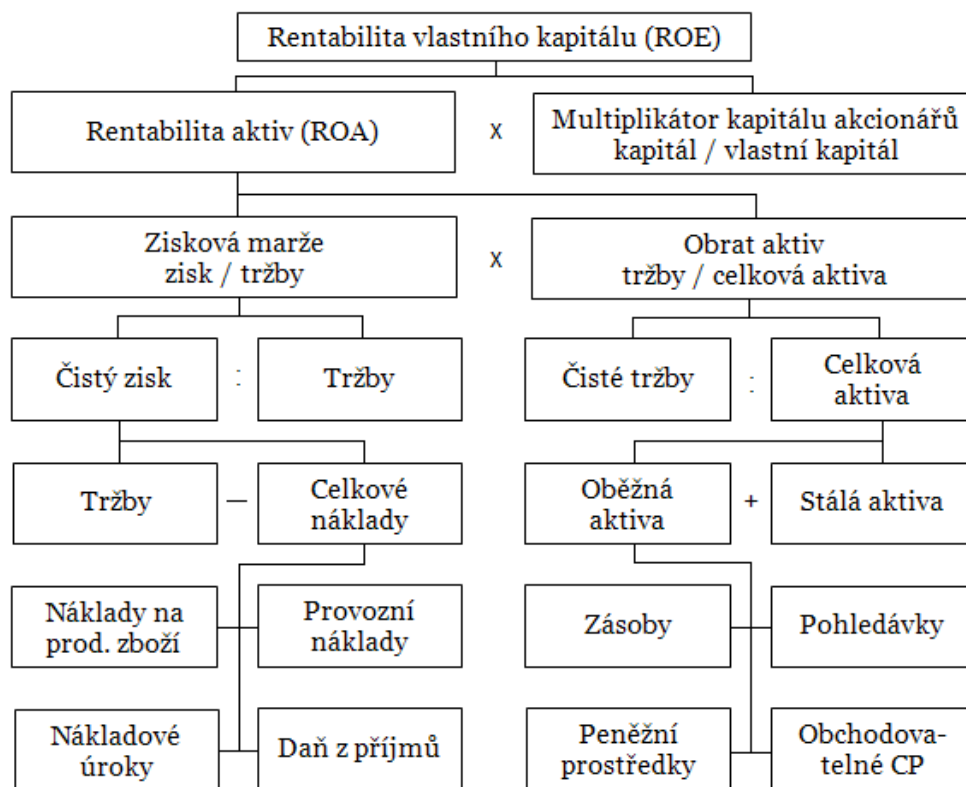 Rentabilita vlastního kapitálu (ROE)
Rentabilita aktiv (ROA)
x
Multiplikátor kapitálu akcionářů
kapitál / vlastní kapitál
Zisková marže
zisk / tržby
x
Obrat aktiv
tržby / celková aktiva
Čistý zisk
:
Tržby
Čisté tržby
:
Celková
aktiva
Tržby
—
Celkové
náklady
Oběžná
aktiva
+
Stálá aktiva
Náklady na
prod. zboží
Provozní
náklady
Zásoby
Pohledávky
Nákladové
úroky
Daň z příjmů
Peněžní
prostředky
Obchodova-
telné CP